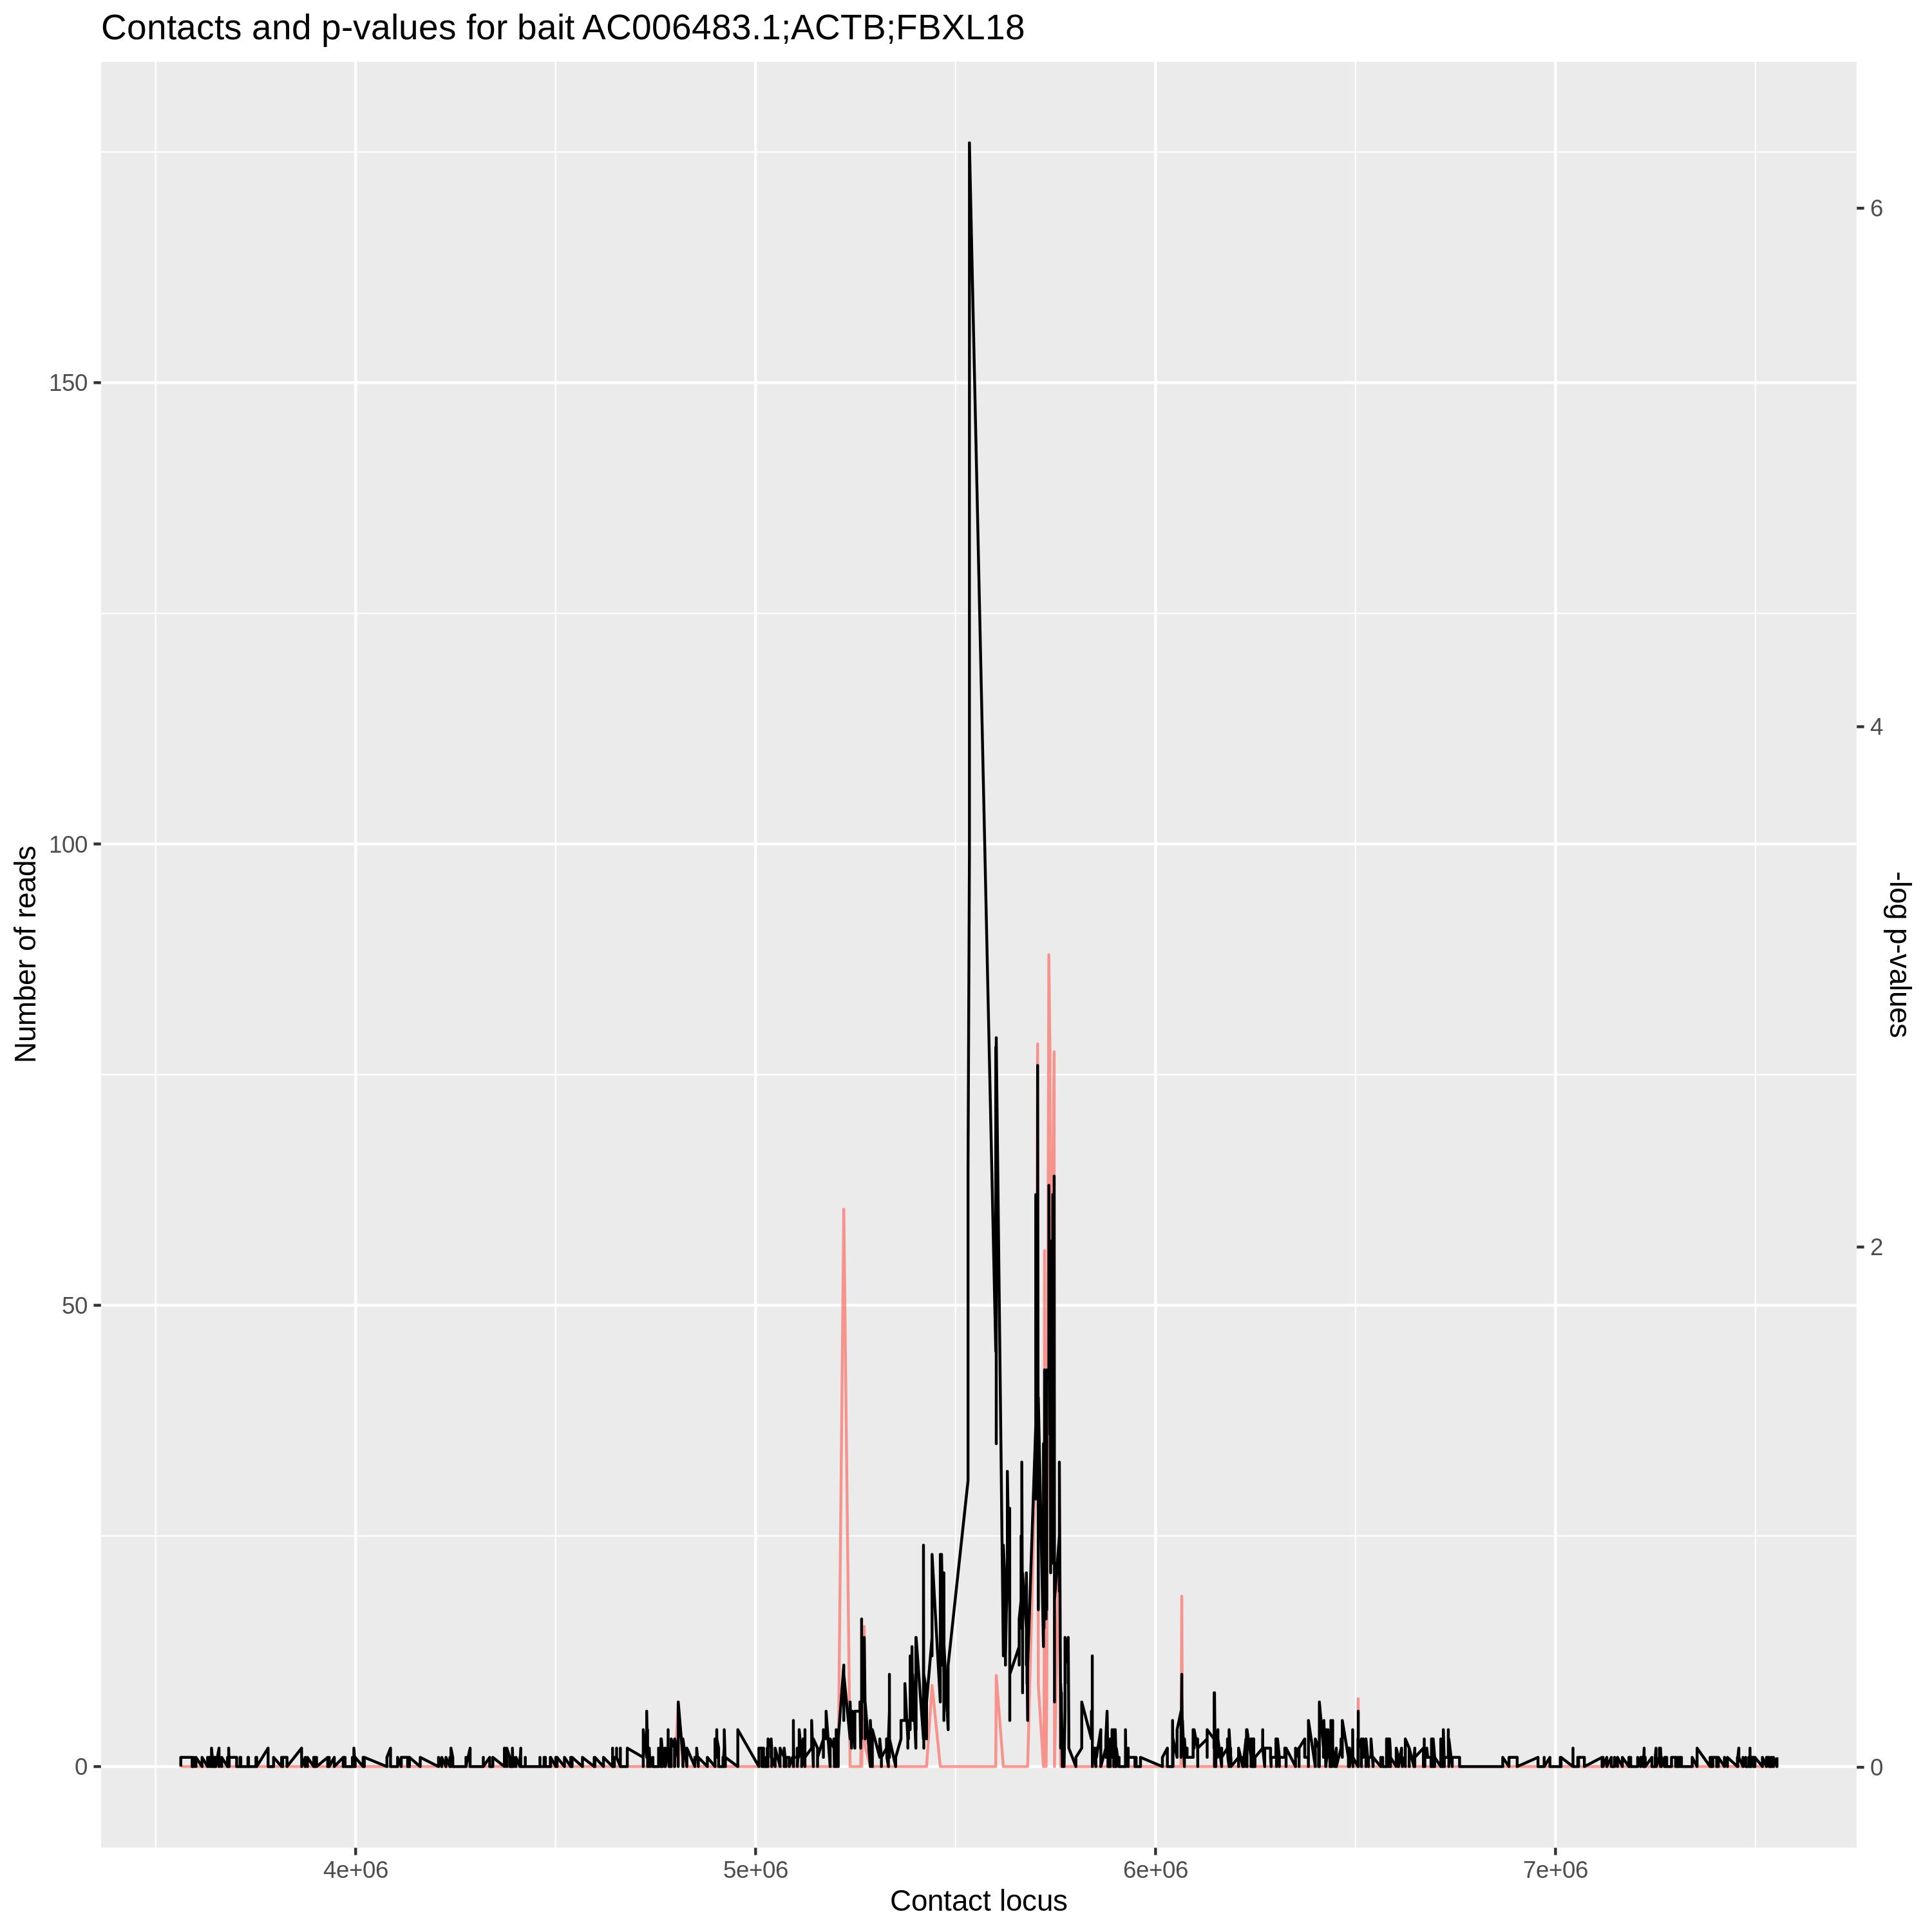 Contacts and p-values for bait AC006483.1;ACTB;FBXL18
150
100
50
0
Number of reads
6
4
2
0
-log p-values
4e+06 5e+06 6e+06 7e+06
Contact locus